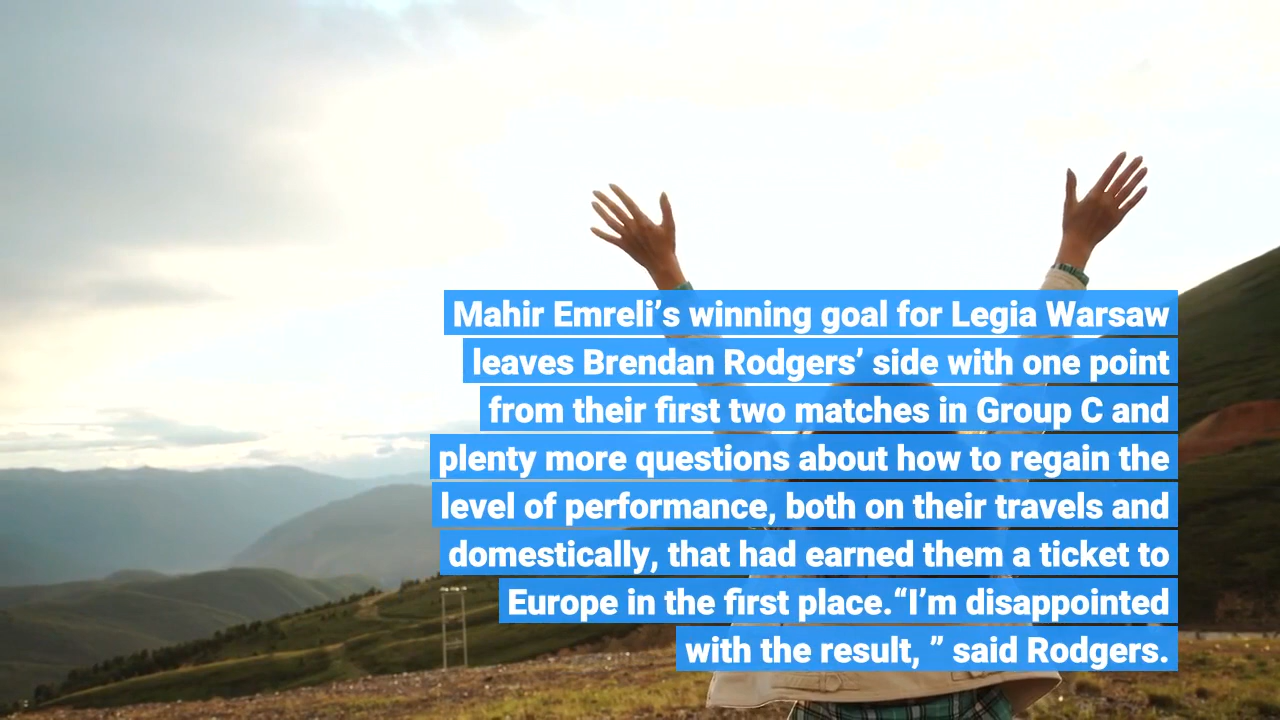 Mahir Emreli’s winning goal for Legia Warsaw
leaves Brendan Rodgers’ side with one point
from their first two matches in Group C and
plenty more questions about how to regain the
level of performance, both on their travels and
domestically, that had earned them a ticket to
Europe in the first place.“I’m disappointed
with the result, ” said Rodgers.